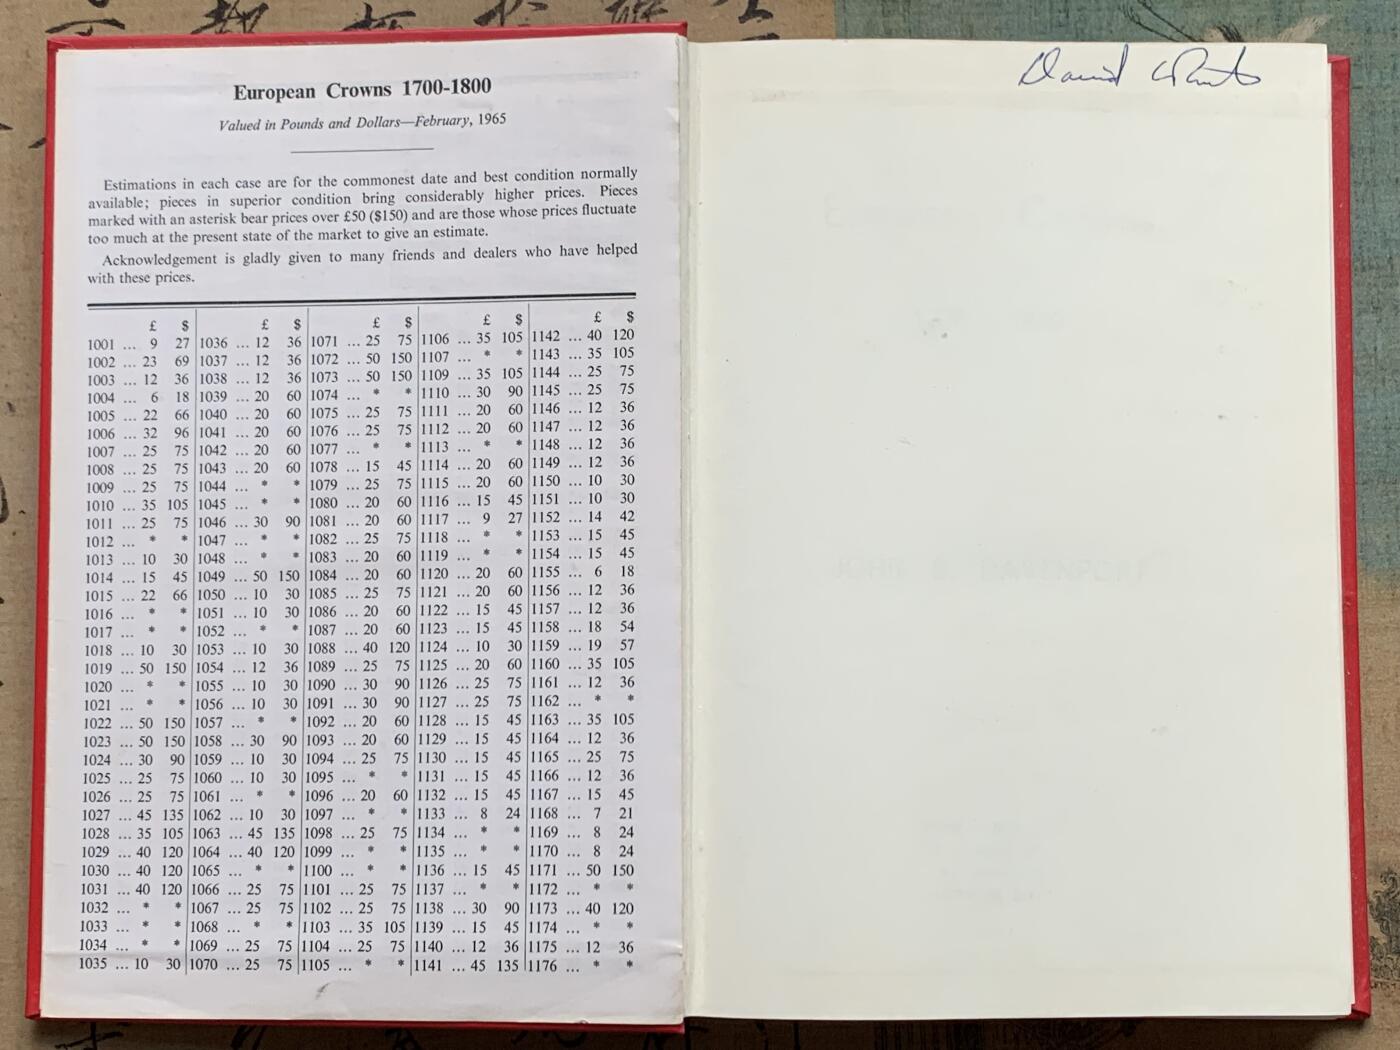 European Crowns 1700-1800
Valued in Pounds and Dollars—February, 1965
Estimations in each case are for the commonest date and best condition normally
available; pieces in superior condition bring considerably higher prices. Pieces
marked with an asterisk bear prices over £50 ($150) and are those whose prices fluctuate
too much at the present state of the market to give an estimate.
Acknowledgement is gladly given to many friends and dealers who have helped
with these prices.
£ $ £ $ £ $ £ $ £ $
1001 ... 9 27 1036 ... 12 36 1071 ... 25 75 1106 ... 35 105 1142 ... 40 120
1002 ... 23 69 1037 ... 12 36 1072 ... 50 150 1107 ... * * 1143 ... 35 105
1003 ... 12 36 1038 ... 12 36 1073 ... 50 150 1109 ... 35 105 1144 ... 25 75
1004 ... 6 18 1039 ... 20 60 1074 ... * * 1110 ... 30 90 1145 ... 25 75
1005 ... 22 66 1040 ... 20 60 1075 ... 25 75 1111 ... 20 60 1146 ... 12 36
1006 ... 32 96 1041 ... 20 60 1076 ... 25 75 1112 ... 20 60 1147 ... 12 36
1007 ... 25 75 1042 ... 20 60 1077 ... * * 1113 ... * * 1148 ... 12 36
1008 ... 25 75 1043 ... 20 60 1078 ... 15 45 1114 ... 20 60 1149 ... 12 36
1009 ... 25 75 1044 ... * * 1079 ... 25 75 1115 ... 20 60 1150 ... 10 30
1010 ... 35 105 1045 ... * * 1080 ... 20 60 1116 ... 15 45 1151 ... 10 30
1011 ... 25 75 1046 ... 30 90 1081 ... 20 60 1117 ... 9 27 1152 ... 14 42
1012 ... * * 1047 ... * * 1082 ... 25 75 1118 ... * * 1153 ... 15 45
1013 ... 10 30 1048 ... * * 1083 ... 20 60 1119 ... * * 1154 ... 15 45
1014 ... 15 45 1049 ... 50 150 1084 ... 20 60 1120 ... 20 60 1155 ... 6 18
1015 ... 22 66 1050 ... 10 30 1085 ... 25 75 1121 ... 20 60 1156 ... 12 36
1016 ... * * 1051 ... 10 30 1086 ... 20 60 1122 ... 15 45 1157 ... 12 36
1017 ... * * 1052 ... * * 1087 ... 20 60 1123 ... 15 45 1158 ... 18 54
1018 ... 10 30 1053 ... 10 30 1088 ... 40 120 1124 ... 10 30 1159 ... 19 57
1019 ... 50 150 1054 ... 12 36 1089 ... 25 75 1125 ... 20 60 1160 ... 35 105
1020 ... * * 1055 ... 10 30 1090 ... 30 90 1126 ... 25 75 1161 ... 12 36
1021 ... * * 1056 ... 10 30 1091 ... 30 90 1127 ... 25 75 1162 ... * *
1022 ... 50 150 1057 ... * * 1092 ... 20 60 1128 ... 15 45 1163 ... 35 105
1023 ... 50 150 1058 ... 30 90 1093 ... 20 60 1129 ... 15 45 1164 ... 12 36
1024 ... 30 90 1059 ... 10 30 1094 ... 25 75 1130 ... 15 45 1165 ... 25 75
1025 ... 25 75 1060 ... 10 30 1095 ... * * 1131 ... 15 45 1166 ... 12 36
1026 ... 25 75 1061 ... * * 1096 ... 20 60 1132 ... 15 45 1167 ... 15 45
1027 ... 45 135 1062 ... 10 30 1097 ... * * 1133 ... 8 24 1168 ... 7 21
1028 ... 35 105 1063 ... 45 135 1098 ... 25 75 1134 ... * * 1169 ... 8 24
1029 ... 40 120 1064 ... 40 120 1099 ... * * 1135 ... * * 1170 ... 8 24
1030 ... 40 120 1065 ... * * 1100 ... * * 1136 ... 15 45 1171 ... 50 150
1031 ... 40 120 1066 ... 25 75 1101 ... 25 75 1137 ... * * 1172 ... * *
1032 ... * * 1067 ... 25 75 1102 ... 25 75 1138 ... 30 90 1173 ... 40 120
1033 ... * * 1068 ... * * 1103 ... 35 105 1139 ... 15 45 1174 ... * *
1034 ... * * 1069 ... 25 75 1104 ... 25 75 1140 ... 12 36 1175 ... 12 36
1035 ... 10 30 1070 ... 25 75 1105 ... * * 1141 ... 45 135 1176 ... * *
David